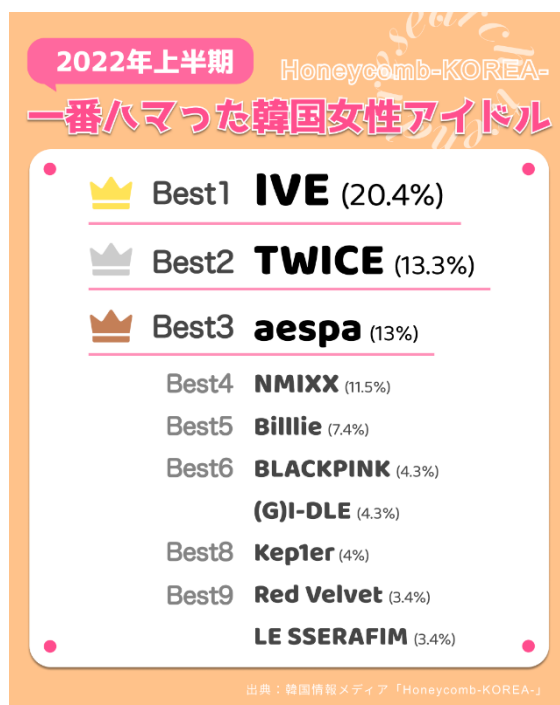 2022年上半期
Honeycomb-KOREA-
一番ハマった韓国女性アイドル
Best1 IVE (20.4%)
Best2 TWICE (13.3%)
Best3 aespa (13%)
Best4 NMIXX (11.5%)
Best5 Billlie (7.4%)
Best6 BLACKPINK (4.3%)
(G)I-DLE (4.3%)
Best8 Kep1er (4%)
Best9 Red Velvet (3.4%)
LE SSERAFIM (3.4%)
出典：韓国情報メディア「Honeycomb-KOREA-」